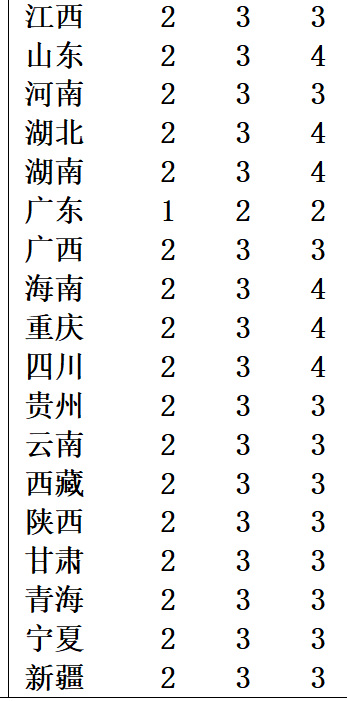 江西 2 3 3
山东 2 3 4
河南 2 3 3
湖北 2 3 4
湖南 2 3 4
广东 1 2 2
广西 2 3 3
海南 2 3 4
重庆 2 3 4
四川 2 3 4
贵州 2 3 3
云南 2 3 3
西藏 2 3 3
陕西 2 3 3
甘肃 2 3 3
青海 2 3 3
宁夏 2 3 3
新疆 2 3 3